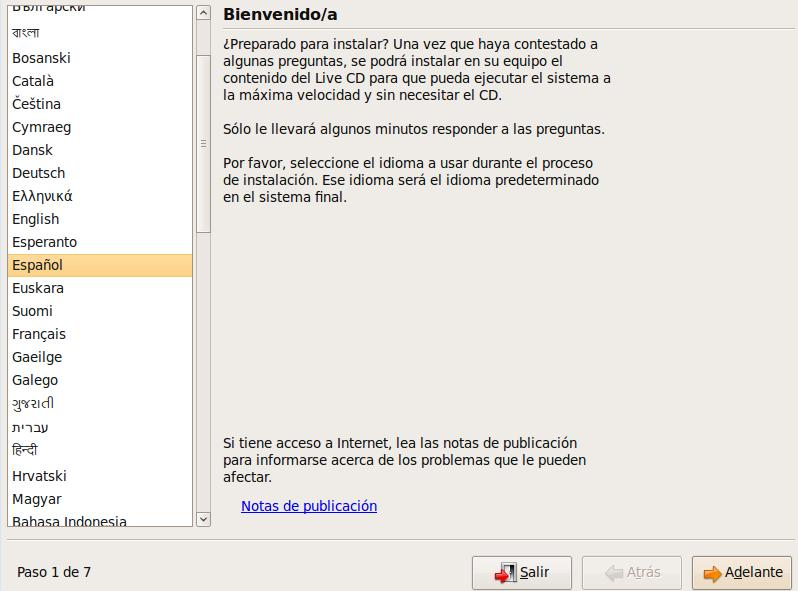 Български
বাংলা
Bosanski
Català
Čeština
Cymraeg
Dansk
Deutsch
Ελληνικά
English
Esperanto
Español
Euskara
Suomi
Français
Gaeilge
Galego
ગુજરાતી
עברית
हिन्दी
Hrvatski
Magyar
Bahasa Indonesia
Bienvenido/a
¿Preparado para instalar? Una vez que haya contestado a
algunas preguntas, se podrá instalar en su equipo el
contenido del Live CD para que pueda ejecutar el sistema a
la máxima velocidad y sin necesitar el CD.
Sólo le llevará algunos minutos responder a las preguntas.
Por favor, seleccione el idioma a usar durante el proceso
de instalación. Ese idioma será el idioma predeterminado
en el sistema final.
Si tiene acceso a Internet, lea las notas de publicación
para informarse acerca de los problemas que le pueden
afectar.
Notas de publicación
Paso 1 de 7
Salir
Atrás
Adelante